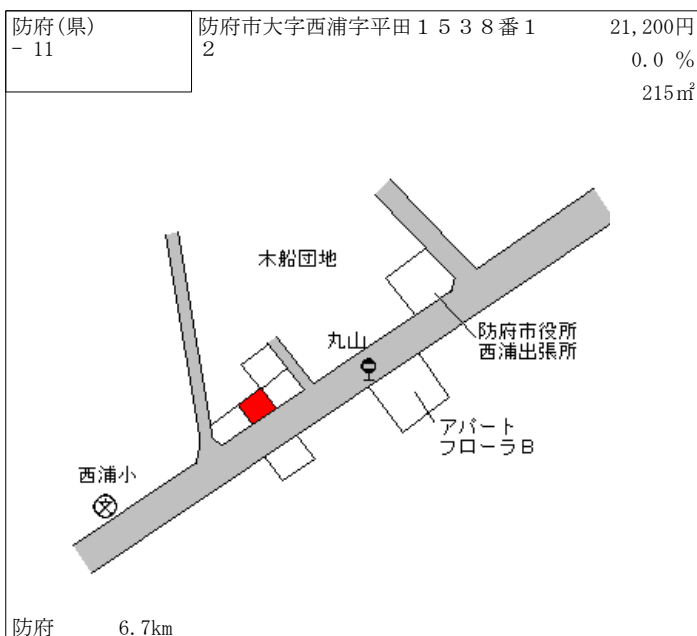 防府(県)
- 11
防府市大字西浦字平田１５３８番１
２
21,200円
0.0 %
215㎡
木船団地
丸山
防府市役所
西浦出張所
アパート
フローラＢ
西浦小
防府 6.7km